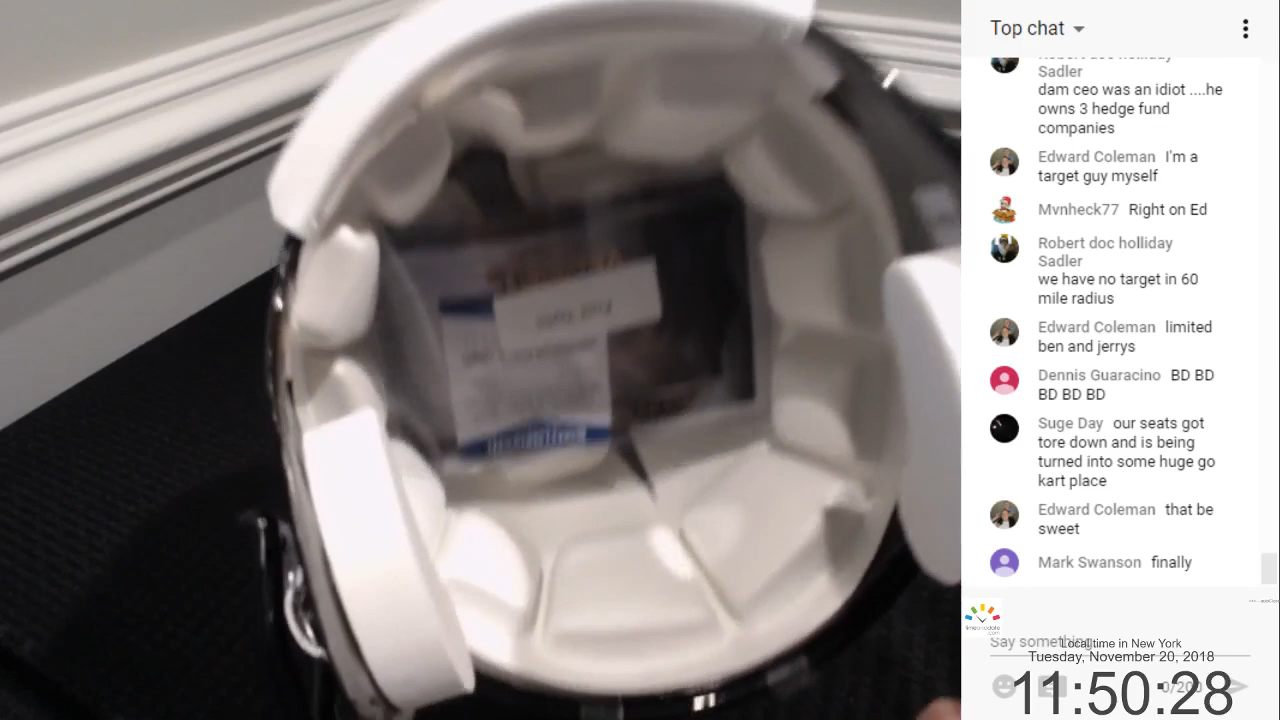 Top chat
Robert doc holliday
Sadler
dam ceo was an idiot ....he
owns 3 hedge fund
companies
Edward Coleman I'm a
target guy myself
Mvnheck77 Right on Ed
Robert doc holliday
Sadler
we have no target in 60
mile radius
Edward Coleman limited
ben and jerrys
Dennis Guaracino BD BD
BD BD BD
Suge Day our seats got
tore down and is being
turned into some huge go
kart place
Edward Coleman that be
sweet
Mark Swanson finally
Say something...
Local time in New York
Tuesday, November 20, 2018
0/200
11:50:28